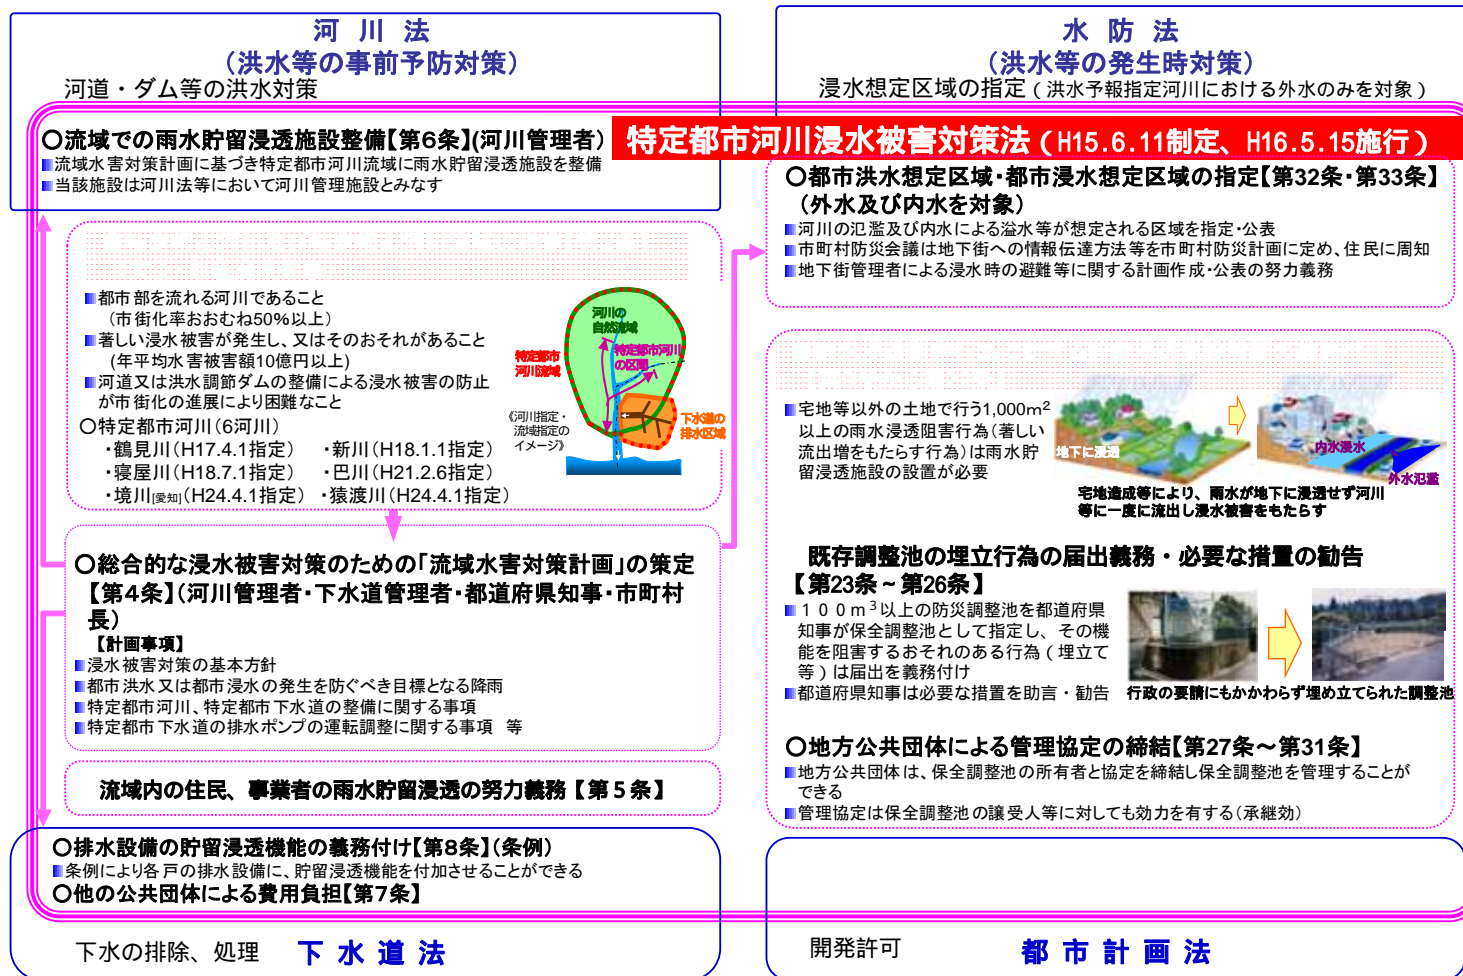 河 川 法
(洪水等の事前予防対策)
河道・ダム等の洪水対策
水 防 法
(洪水等の発生時対策)
浸水想定区域の指定(洪水予報指定河川における外水のみを対象)
特定都市河川浸水被害対策法(H15.6.11制定、H16.5.15施行)
○流域での雨水貯留浸透施設整備【第6条】(河川管理者)
流域水害対策計画に基づき特定都市河川流域に雨水貯留浸透施設を整備
当該施設は河川法等において河川管理施設とみなす
都市部を流れる河川であること
(市街化率おおむね50%以上)
著しい浸水被害が発生し、又はそのおそれがあること
(年平均水害被害額10億円以上)
河道又は洪水調節ダムの整備による浸水被害の防止
が市街化の進展により困難なこと
○特定都市河川(6河川)
・鶴見川(H17.4.1指定) ・新川(H18.1.1指定)
・寝屋川(H18.7.1指定) ・巴川(H21.2.6指定)
・境川[愛知](H24.4.1指定) ・猿渡川(H24.4.1指定)
河川の
自然流域
特定都市
河川流域
特定都市河川
の区間
下水道の
排水区域
《河川指定・
流域指定の
イメージ》
○総合的な浸水被害対策のための「流域水害対策計画」の策定
【第4条】(河川管理者・下水道管理者・都道府県知事・市町村
長)
【計画事項】
浸水被害対策の基本方針
都市洪水又は都市浸水の発生を防ぐべき目標となる降雨
特定都市河川、特定都市下水道の整備に関する事項
特定都市下水道の排水ポンプの運転調整に関する事項 等
流域内の住民、事業者の雨水貯留浸透の努力義務【第5条】
○排水設備の貯留浸透機能の義務付け【第8条】(条例)
条例により各戸の排水設備に、貯留浸透機能を付加させることができる
○他の公共団体による費用負担【第7条】
下水の排除、処理 下 水 道 法
○都市洪水想定区域・都市浸水想定区域の指定【第32条・第33条】
(外水及び内水を対象)
河川の氾濫及び内水による溢水等が想定される区域を指定・公表
市町村防災会議は地下街への情報伝達方法等を市町村防災計画に定め、住民に周知
地下街管理者による浸水時の避難等に関する計画作成・公表の努力義務
宅地等以外の土地で行う1,000m²
以上の雨水浸透阻害行為(著しい
流出増をもたらす行為)は雨水貯
留浸透施設の設置が必要
地下に浸透
内水浸水
外水氾濫
宅地造成等により、雨水が地下に浸透せず河川
等に一度に流出し浸水被害をもたらす
既存調整池の埋立行為の届出義務・必要な措置の勧告
【第23条~第26条】
100m³以上の防災調整池を都道府県
知事が保全調整池として指定し、その機
能を阻害するおそれのある行為(埋立て
等)は届出を義務付け
都道府県知事は必要な措置を助言・勧告
行政の要請にもかかわらず埋め立てられた調整池
○地方公共団体による管理協定の締結【第27条~第31条】
地方公共団体は、保全調整池の所有者と協定を締結し保全調整池を管理することが
できる
管理協定は保全調整池の譲受人等に対しても効力を有する(承継効)
開発許可 都 市 計 画 法